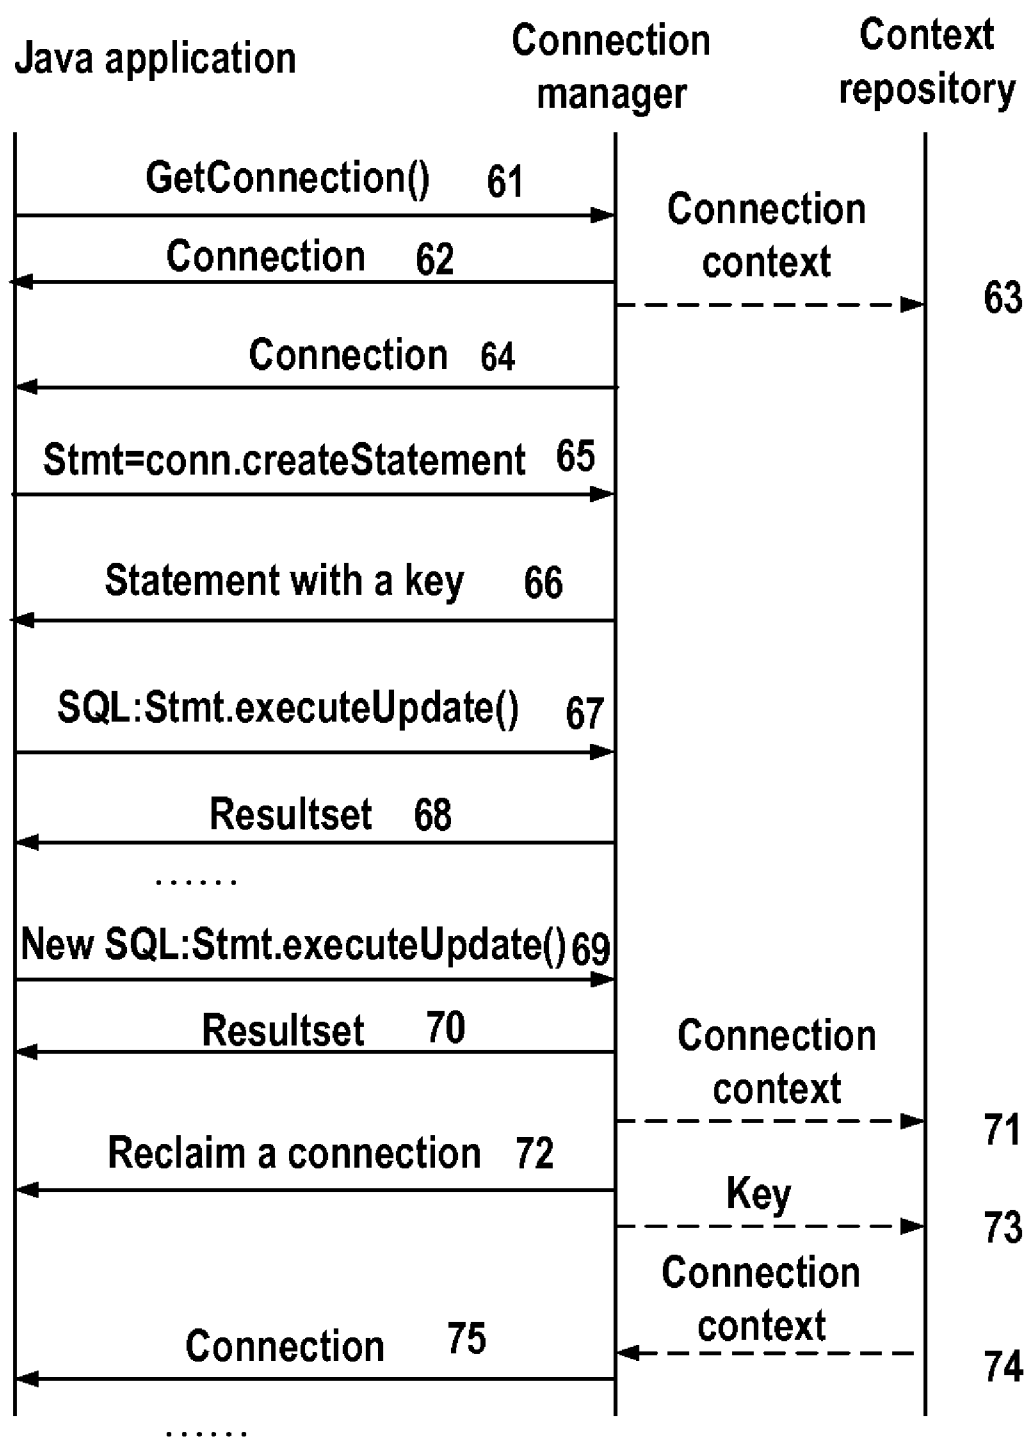 Java application
Connection
manager
Context
repository
GetConnection() 61
Connection
context
Connection 62
63
Connection 64
Stmt=conn.createStatement 65
Statement with a key 66
SQL:Stmt.executeUpdate() 67
Resultset 68
......
New SQL:Stmt.executeUpdate() 69
Resultset 70
Connection
context
71
Reclaim a connection 72
Key
73
Connection
context
74
Connection 75
......